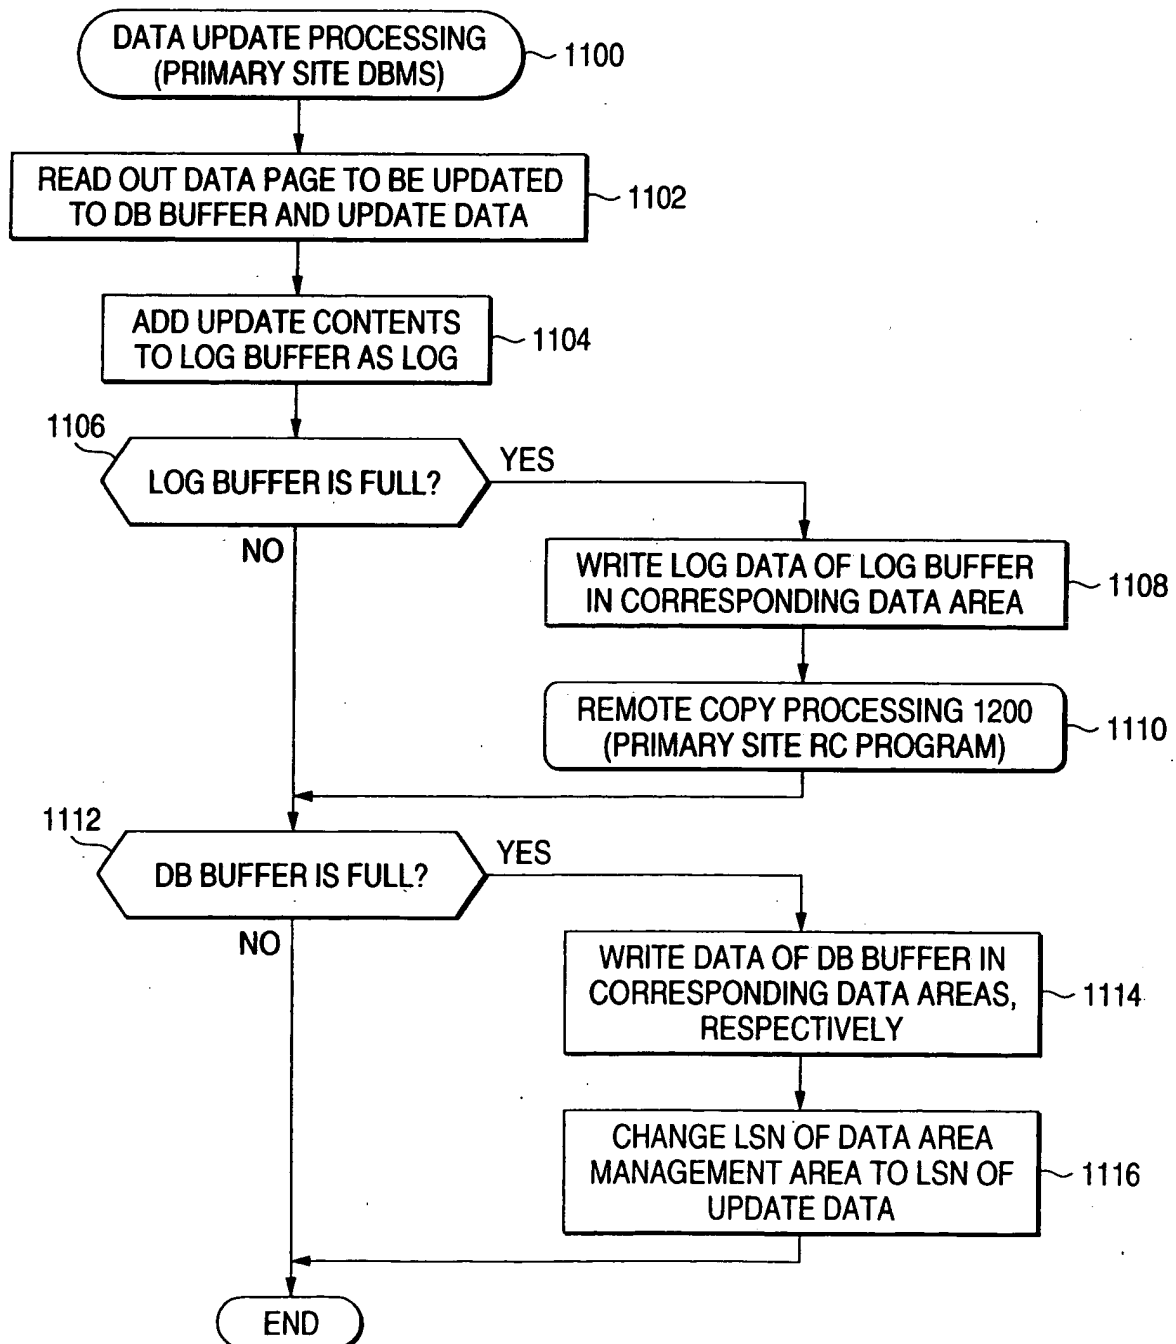 DATA UPDATE PROCESSING
(PRIMARY SITE DBMS)
1100
READ OUT DATA PAGE TO BE UPDATED
TO DB BUFFER AND UPDATE DATA
1102
ADD UPDATE CONTENTS
TO LOG BUFFER AS LOG
1104
1106
LOG BUFFER IS FULL?
YES
NO
WRITE LOG DATA OF LOG BUFFER
IN CORRESPONDING DATA AREA
1108
REMOTE COPY PROCESSING 1200
(PRIMARY SITE RC PROGRAM)
1110
1112
DB BUFFER IS FULL?
YES
NO
WRITE DATA OF DB BUFFER IN
CORRESPONDING DATA AREAS,
RESPECTIVELY
1114
CHANGE LSN OF DATA AREA
MANAGEMENT AREA TO LSN OF
UPDATE DATA
1116
END